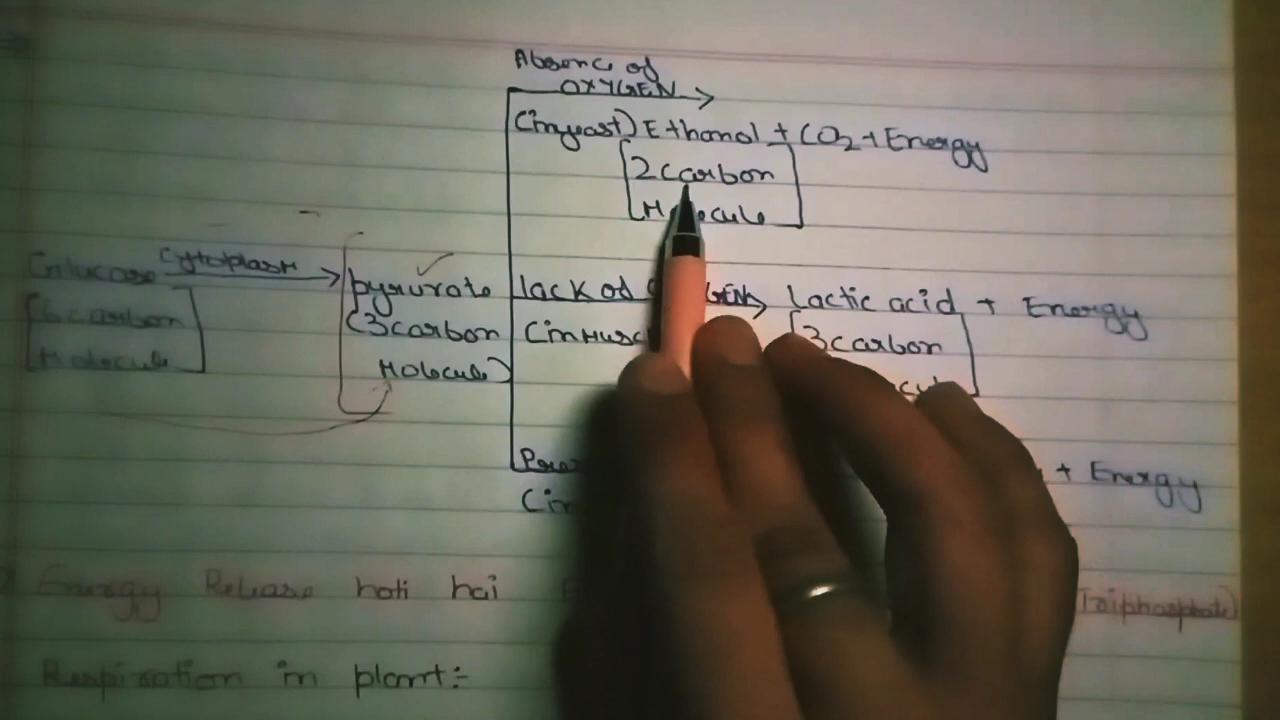 Absence of
OXYGEN
(in yeast) Ethanol + CO2 + Energy
[2 carbon
Molecule]
Glucose Cytoplasm pyruvate lack of Lactic acid + Energy
[6 carbon (3 carbon (in [3 carbon
Molecule] Molecule)
+ Energy
(in
Energy Release hoti hai Triphosphate)
Respiration in plant:-